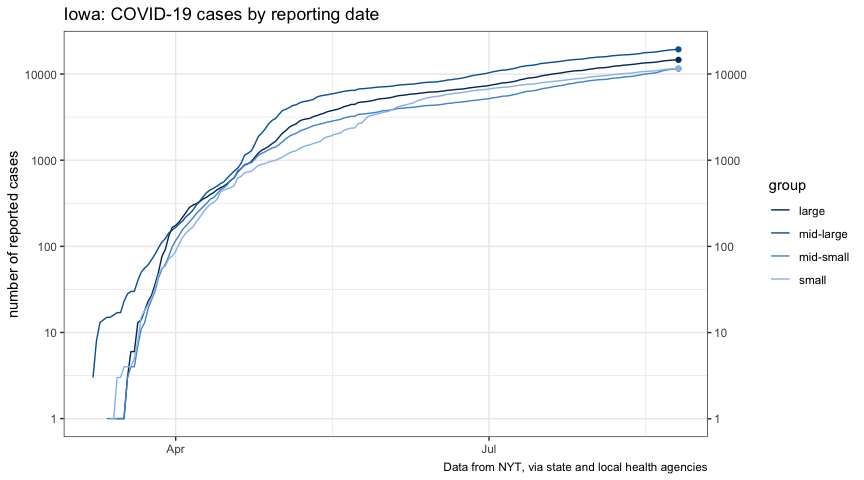 Iowa: COVID-19 cases by reporting date
number of reported cases
10000
1000
100
10
1
10000
1000
100
10
1
Apr
Jul
group
large
mid-large
mid-small
small
Data from NYT, via state and local health agencies